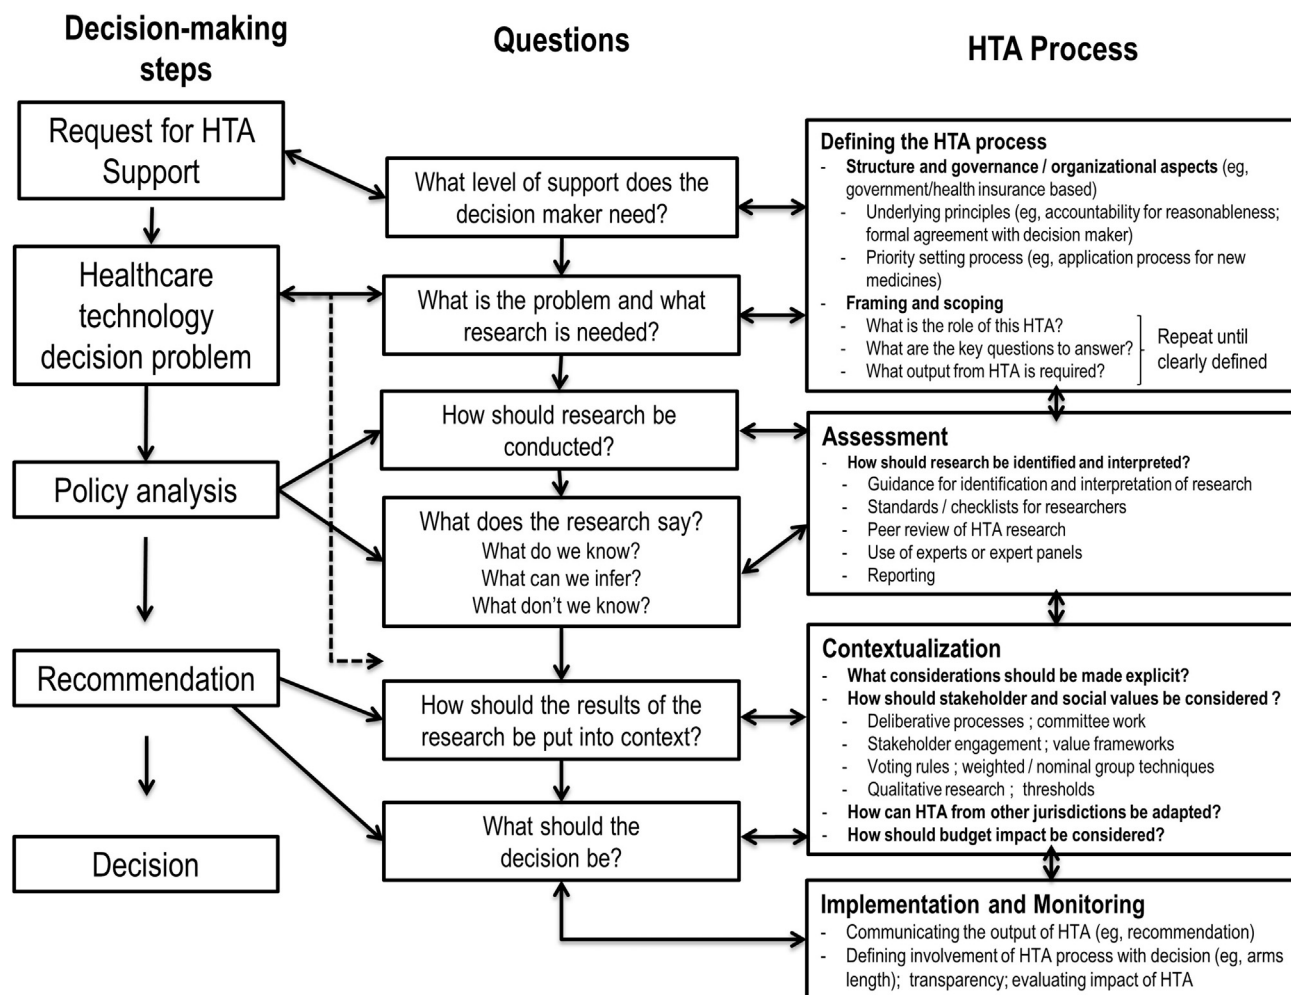 Decision-making
steps
Request for HTA
Support
Healthcare
technology
decision problem
Policy analysis
Recommendation
Decision
Questions
What level of support does the
decision maker need?
What is the problem and what
research is needed?
How should research be
conducted?
What does the research say?
What do we know?
What can we infer?
What don’t we know?
How should the results of the
research be put into context?
What should the
decision be?
HTA Process
Defining the HTA process
- Structure and governance / organizational aspects (eg,
government/health insurance based)
- Underlying principles (eg, accountability for reasonableness;
formal agreement with decision maker)
- Priority setting process (eg, application process for new
medicines)
- Framing and scoping
- What is the role of this HTA?
- What are the key questions to answer?
- What output from HTA is required?
Repeat until
clearly defined
Assessment
- How should research be identified and interpreted?
- Guidance for identification and interpretation of research
- Standards / checklists for researchers
- Peer review of HTA research
- Use of experts or expert panels
- Reporting
Contextualization
- What considerations should be made explicit?
- How should stakeholder and social values be considered ?
- Deliberative processes ; committee work
- Stakeholder engagement ; value frameworks
- Voting rules ; weighted / nominal group techniques
- Qualitative research ; thresholds
- How can HTA from other jurisdictions be adapted?
- How should budget impact be considered?
Implementation and Monitoring
- Communicating the output of HTA (eg, recommendation)
- Defining involvement of HTA process with decision (eg, arms
length); transparency; evaluating impact of HTA